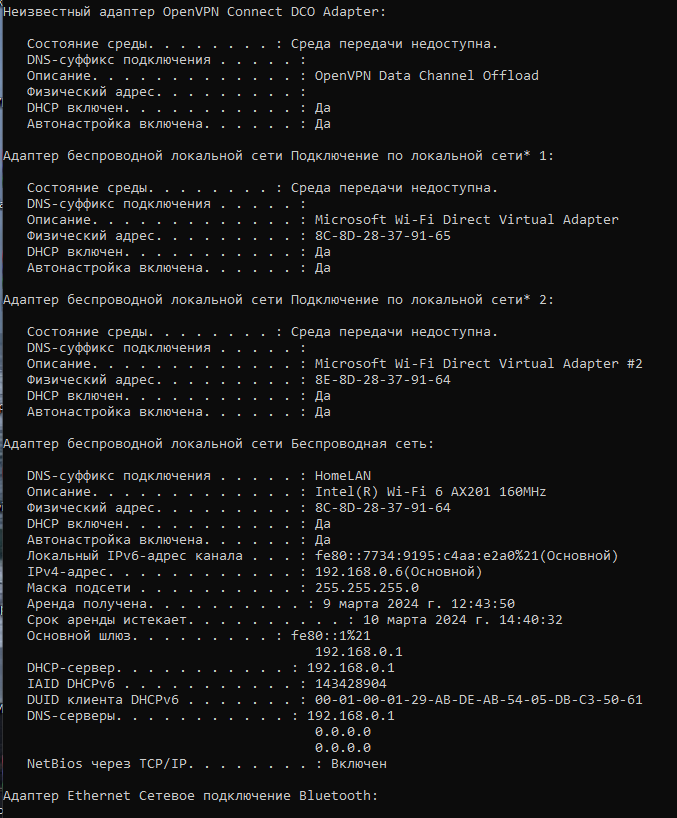 Неизвестный адаптер OpenVPN Connect DCO Adapter:
Состояние среды. . . . . . . . : Среда передачи недоступна.
DNS-суффикс подключения . . . . . :
Описание. . . . . . . . . . . . . : OpenVPN Data Channel Offload
Физический адрес. . . . . . . . . :
DHCP включен. . . . . . . . . . . : Да
Автонастройка включена. . . . . . : Да
Адаптер беспроводной локальной сети Подключение по локальной сети* 1:
Состояние среды. . . . . . . . : Среда передачи недоступна.
DNS-суффикс подключения . . . . . :
Описание. . . . . . . . . . . . . : Microsoft Wi-Fi Direct Virtual Adapter
Физический адрес. . . . . . . . . : 8C-8D-28-37-91-65
DHCP включен. . . . . . . . . . . : Да
Автонастройка включена. . . . . . : Да
Адаптер беспроводной локальной сети Подключение по локальной сети* 2:
Состояние среды. . . . . . . . : Среда передачи недоступна.
DNS-суффикс подключения . . . . . :
Описание. . . . . . . . . . . . . : Microsoft Wi-Fi Direct Virtual Adapter #2
Физический адрес. . . . . . . . . : 8E-8D-28-37-91-64
DHCP включен. . . . . . . . . . . : Да
Автонастройка включена. . . . . . : Да
Адаптер беспроводной локальной сети Беспроводная сеть:
DNS-суффикс подключения . . . . . : HomeLAN
Описание. . . . . . . . . . . . . : Intel(R) Wi-Fi 6 AX201 160MHz
Физический адрес. . . . . . . . . : 8C-8D-28-37-91-64
DHCP включен. . . . . . . . . . . : Да
Автонастройка включена. . . . . . : Да
Локальный IPv6-адрес канала . . . : fe80::7734:9195:c4aa:e2a0%21(Основной)
IPv4-адрес. . . . . . . . . . . . : 192.168.0.6(Основной)
Маска подсети . . . . . . . . . . : 255.255.255.0
Аренда получена. . . . . . . . . . : 9 марта 2024 г. 12:43:50
Срок аренды истекает. . . . . . . . . . : 10 марта 2024 г. 14:40:32
Основной шлюз. . . . . . . . . : fe80::1%21
192.168.0.1
DHCP-сервер. . . . . . . . . . . : 192.168.0.1
IAID DHCPv6 . . . . . . . . . . . : 143428904
DUID клиента DHCPv6 . . . . . . . : 00-01-00-01-29-AB-DE-AB-54-05-DB-C3-50-61
DNS-серверы. . . . . . . . . . . : 192.168.0.1
0.0.0.0
0.0.0.0
NetBios через TCP/IP. . . . . . . . : Включен
Адаптер Ethernet Сетевое подключение Bluetooth: